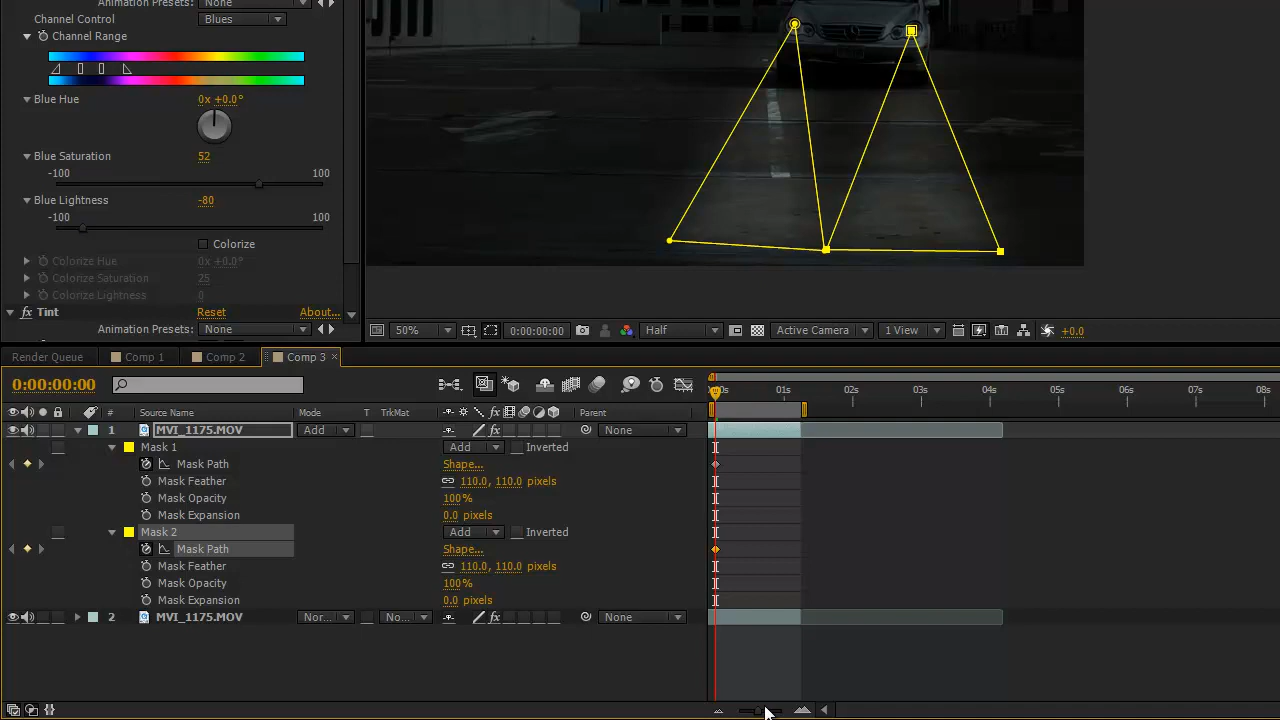 Animation Presets: None
Channel Control Blues
Channel Range
Blue Hue 0x +0.0°
Blue Saturation 52
-100 100
Blue Lightness -80
-100 100
Colorize
Colorize Hue 0x +0.0°
Colorize Saturation 25
Colorize Lightness 0
fx Tint Reset About...
Animation Presets: None
50% 0:00:00:00 Half Active Camera 1 View +0.0
Render Queue Comp 1 Comp 2 Comp 3 ×
0:00:00:00
00s 01s 02s 03s 04s 05s 06s 07s 08s
# Source Name Mode T TrkMat fx Parent
1 MVI_1175.MOV Add fx None
Mask 1 Add Inverted
Mask Path Shape...
Mask Feather 110.0, 110.0 pixels
Mask Opacity 100%
Mask Expansion 0.0 pixels
Mask 2 Add Inverted
Mask Path Shape...
Mask Feather 110.0, 110.0 pixels
Mask Opacity 100%
Mask Expansion 0.0 pixels
2 MVI_1175.MOV Nor... No... fx None